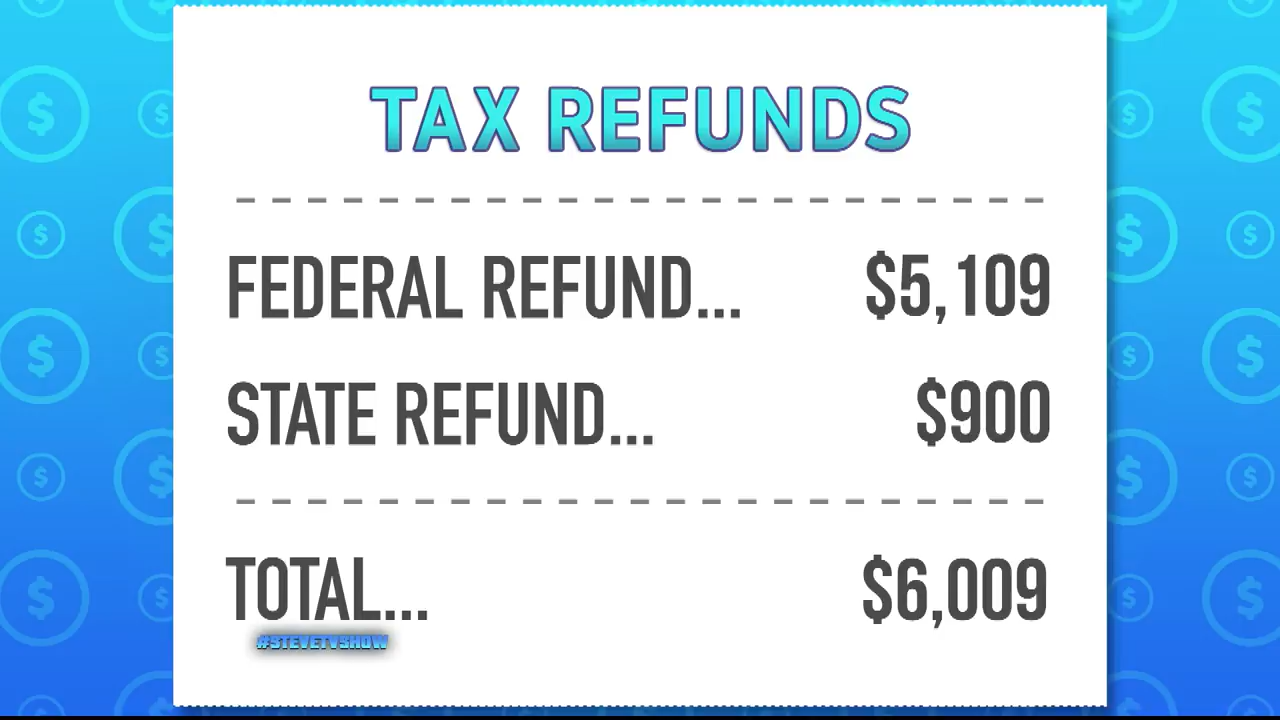 TAX REFUNDS
FEDERAL REFUND... $5,109
STATE REFUND... $900
TOTAL... $6,009
#STEVETVSHOW